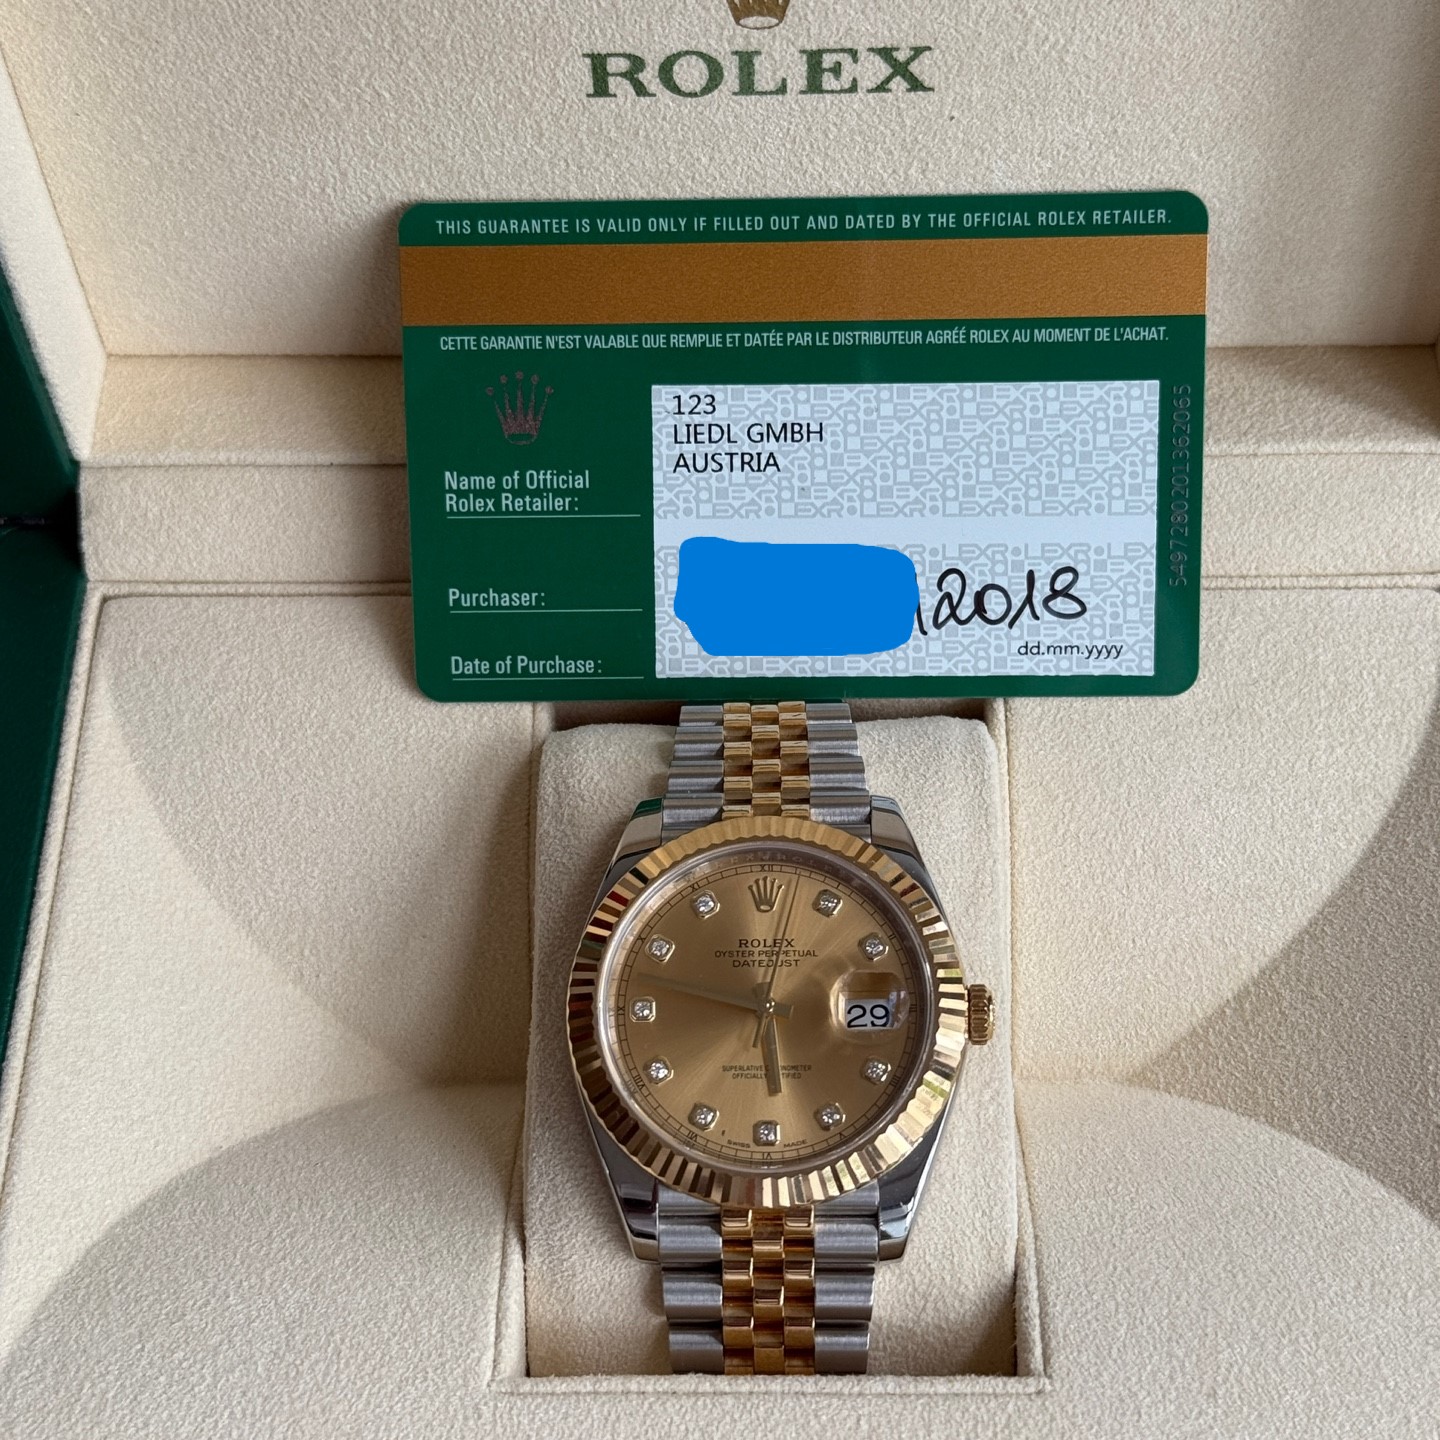 ROLEX
THIS GUARANTEE IS VALID ONLY IF FILLED OUT AND DATED BY THE OFFICIAL ROLEX RETAILER.
CETTE GARANTIE N'EST VALABLE QUE REMPLIE ET DATÉE PAR LE DISTRIBUTEUR AGRÉÉ ROLEX AU MOMENT DE L'ACHAT.
123
LIEDL GMBH
AUSTRIA
Name of Official
Rolex Retailer:
5497280201362065
Purchaser:
2018
dd.mm.yyyy
Date of Purchase:
ROLEX
OYSTER PERPETUAL
DATEJUST
29
SUPERLATIVE
OFFICIALLY
SWISS MADE